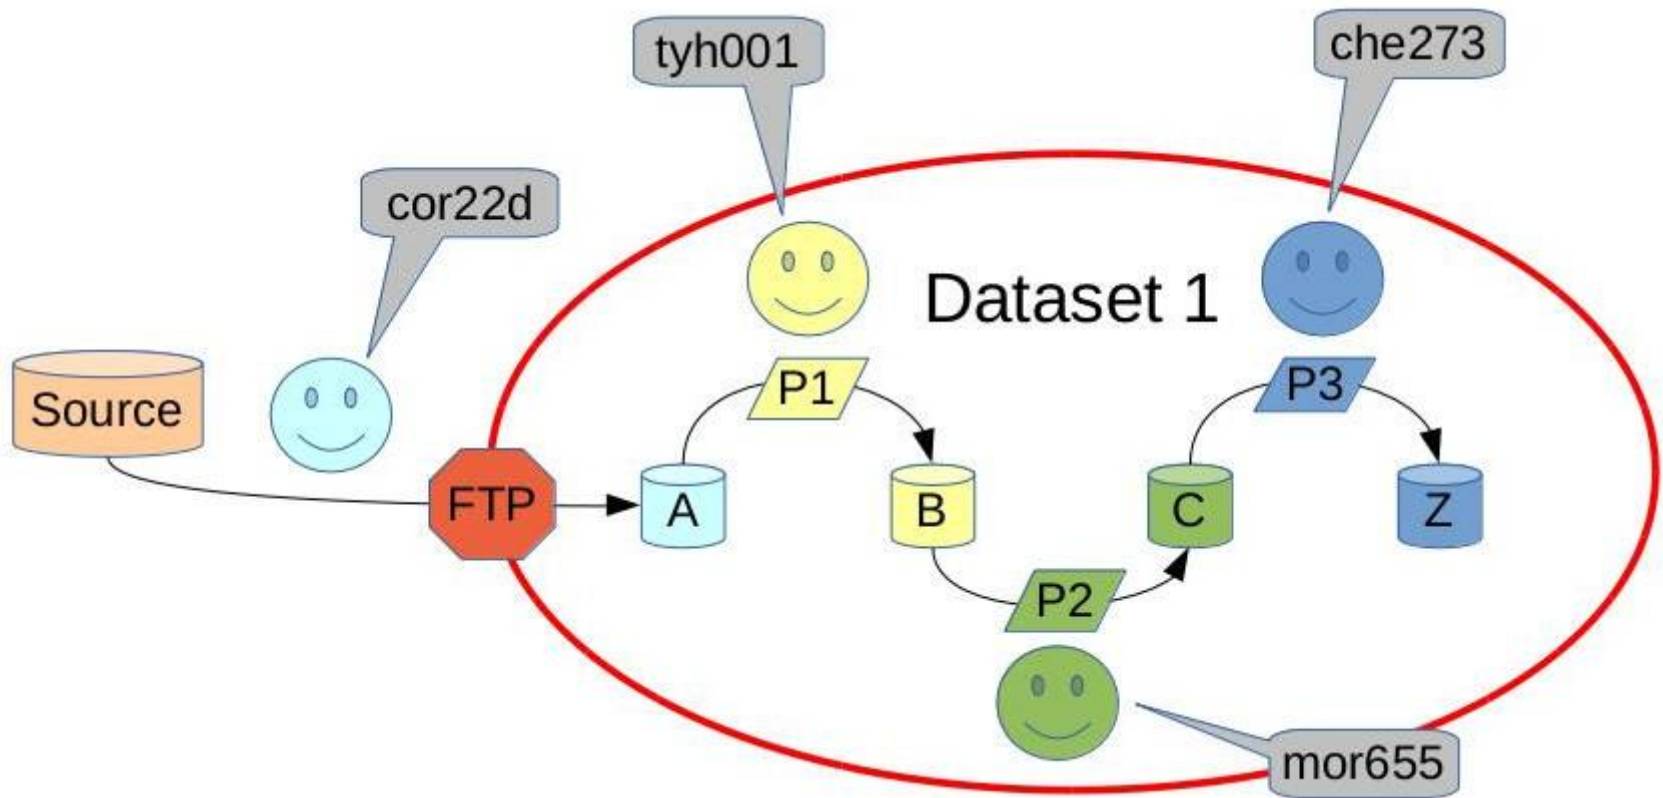 tyh001
che273
cor22d
Dataset 1
Source
P1
P3
FTP
A
B
C
Z
P2
mor655